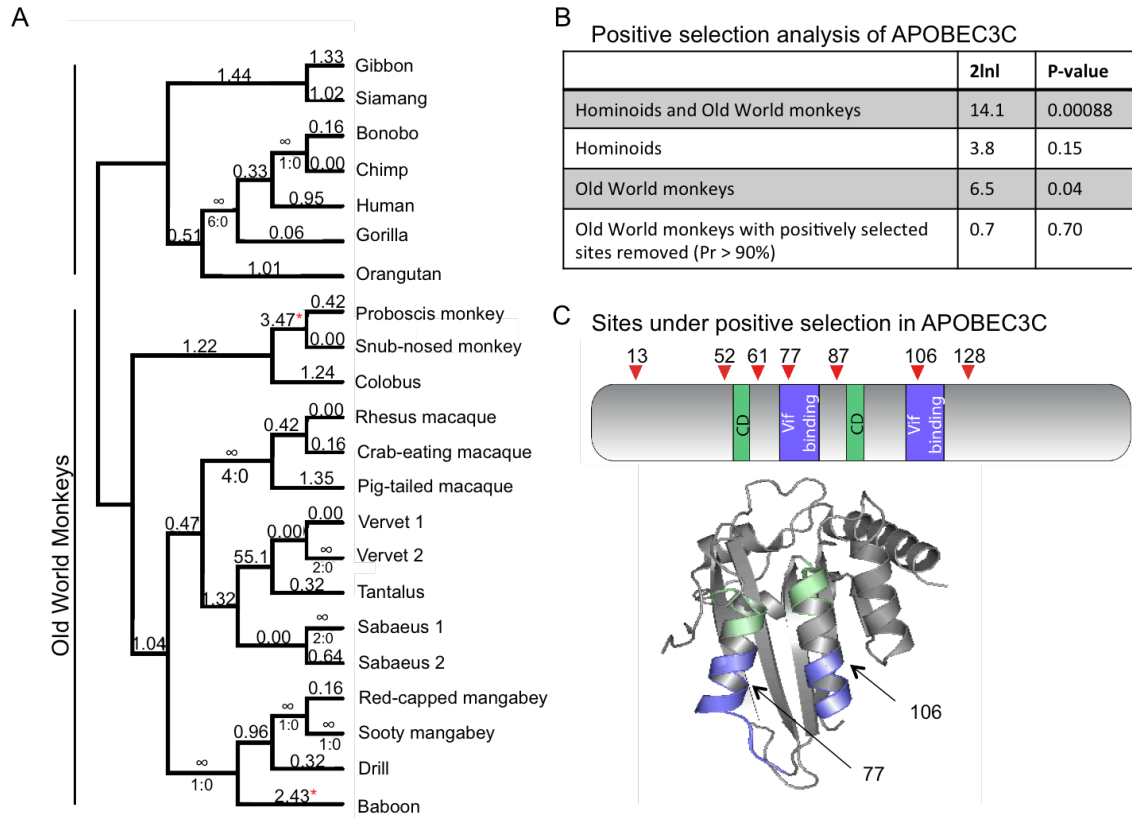 A
1.33
Gibbon
1.44
1.02
Siamang
0.16
Bonobo
∞
1:0
0.00
Chimp
0.33
0.95
Human
∞
6:0
0.06
Gorilla
0.51
1.01
Orangutan
Old World Monkeys
0.42
Proboscis monkey
3.47*
0.00
Snub-nosed monkey
1.22
1.24
Colobus
0.00
Rhesus macaque
0.42
0.16
Crab-eating macaque
∞
4:0
1.35
Pig-tailed macaque
0.47
0.00
Vervet 1
0.00
∞
2:0
Vervet 2
55.1
0.32
Tantalus
1.32
∞
2:0
Sabaeus 1
0.00
0.64
Sabaeus 2
1.04
0.16
Red-capped mangabey
∞
1:0
∞
1:0
Sooty mangabey
0.96
0.32
Drill
∞
1:0
2.43*
Baboon
B
Positive selection analysis of APOBEC3C
2lnl P-value
Hominoids and Old World monkeys 14.1 0.00088
Hominoids 3.8 0.15
Old World monkeys 6.5 0.04
Old World monkeys with positively selected
sites removed (Pr > 90%) 0.7 0.70
C
Sites under positive selection in APOBEC3C
13 52 61 77 87 106 128
CD
Vif
binding
CD
Vif
binding
106
77